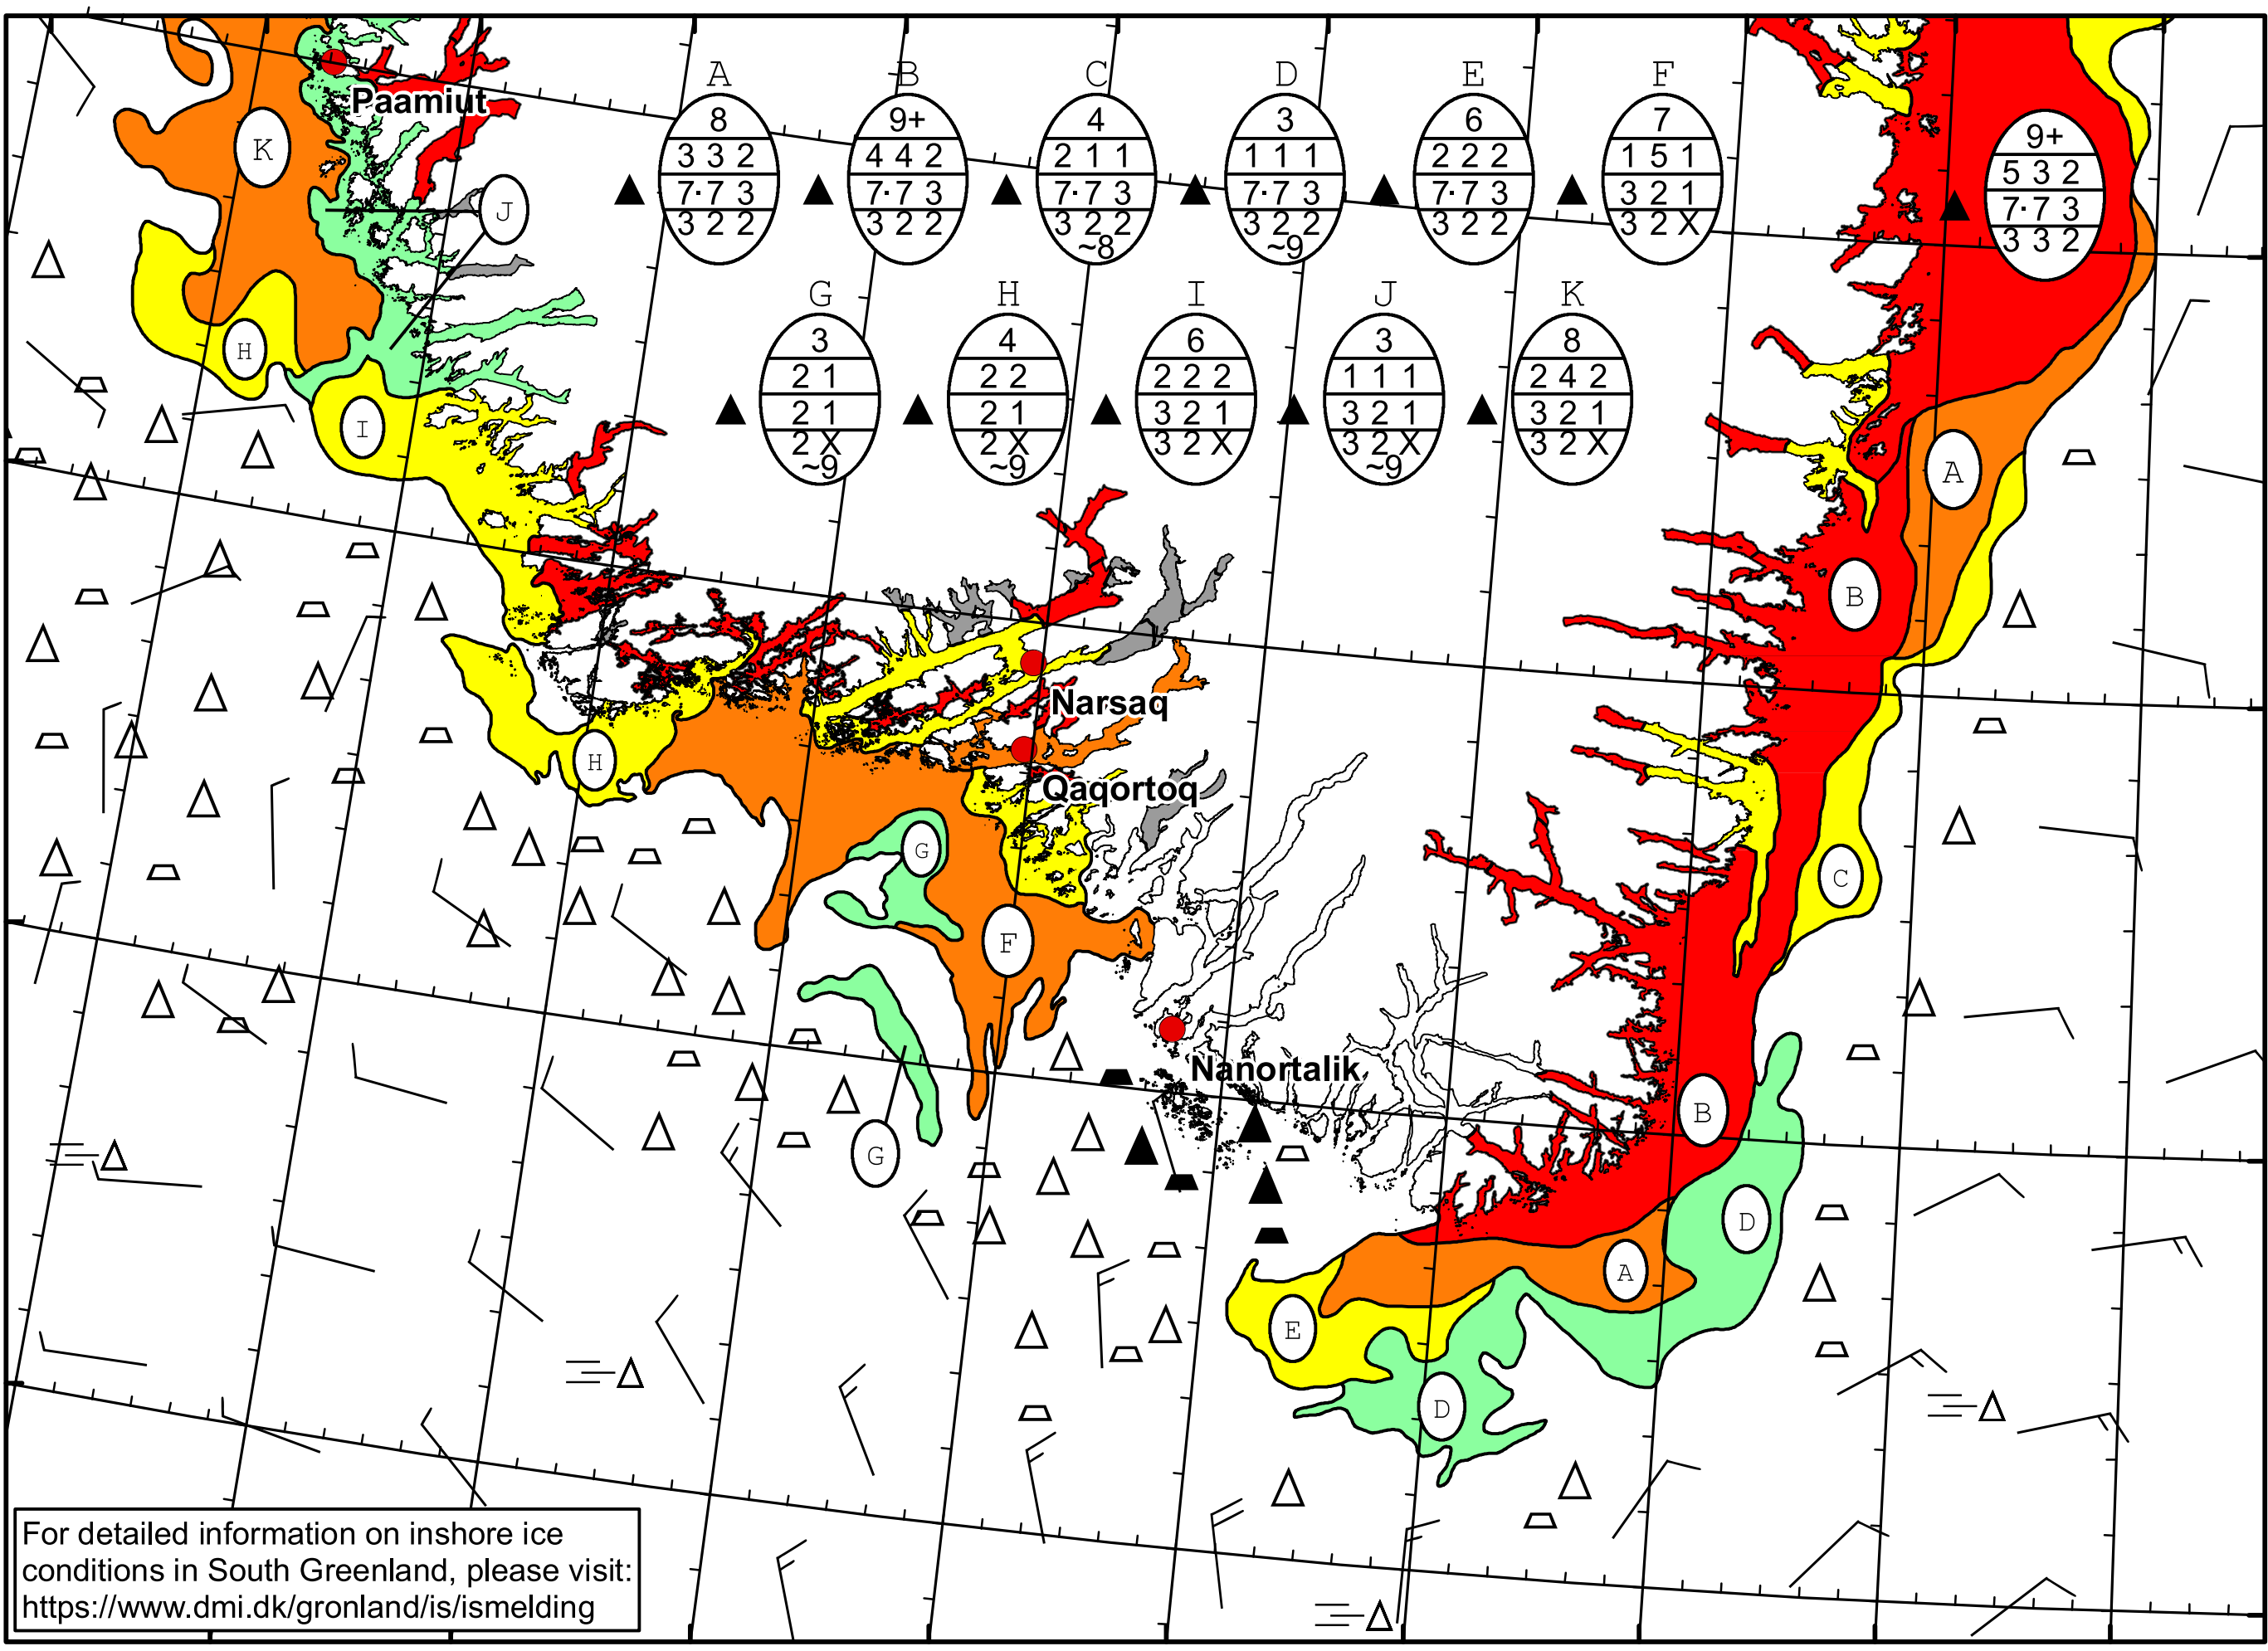 A B C D E F
8 9+ 4 3 6 7
3 3 2 4 4 2 2 1 1 1 1 1 2 2 2 1 5 1
7·7 3 7·7 3 7·7 3 7·7 3 7·7 3 3 2 1
3 2 2 3 2 2 3 2 2 3 2 2 3 2 2 3 2 X
~8 ~9
9+
5 3 2
7·7 3
3 3 2
Paamiut
K
J
G H I J K
3 4 6 3 8
2 1 2 2 2 2 2 1 1 1 2 4 2
2 1 2 1 3 2 1 3 2 1 3 2 1
2 X 2 X 3 2 X 3 2 X 3 2 X
~9 ~9 ~9
H
I
A
B
Narsaq
H
Qaqortoq
G
C
F
Nanortalik
B
G
D
A
E
D
For detailed information on inshore ice
conditions in South Greenland, please visit:
https://www.dmi.dk/gronland/is/ismelding